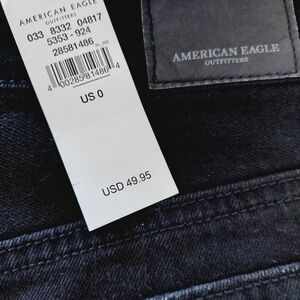 AMERICAN EAGLE
OUTFITTERS
033 8332 04817
5353 - 924
28581486
4 00285 81486 4
US 0
USD 49.95
AMERICAN EAGLE
OUTFITTERS